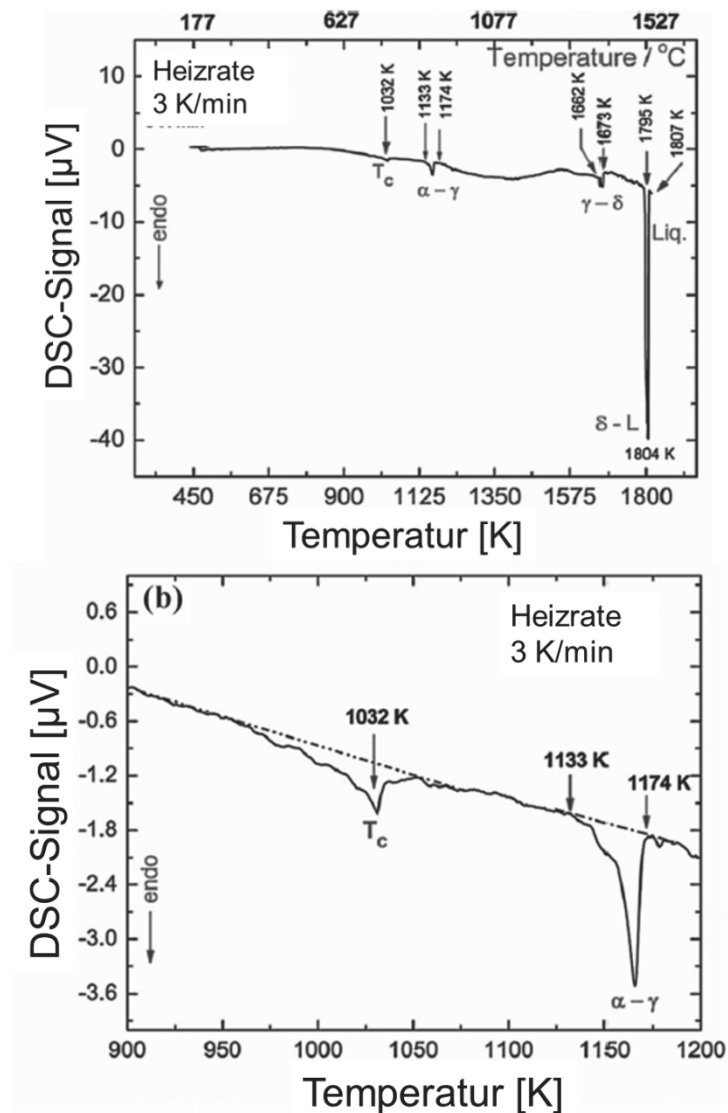 177 627 1077 1527
Temperature / °C
Heizrate
3 K/min
1032 K
1133 K
1174 K
1662 K
1673 K
1795 K
1807 K
15
10
5
0
-5
-10
-20
-30
-40
DSC-Signal [µV]
endo
Tc
α – γ
γ – δ
Liq.
δ - L
1804 K
450 675 900 1125 1350 1575 1800
Temperatur [K]
(b)
Heizrate
3 K/min
0.6
0.0
-0.6
-1.2
-1.8
-2.4
-3.0
-3.6
DSC-Signal [µV]
1032 K
1133 K
1174 K
Tc
endo
α – γ
900 950 1000 1050 1100 1150 1200
Temperatur [K]